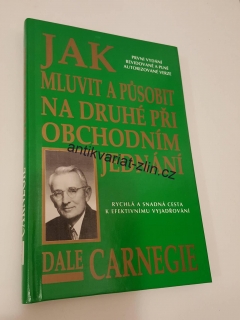 JAK
PRVNÍ VYDÁNÍ
REVIDOVANÉ A PLNĚ
AUTORIZOVANÉ VERZE
MLUVIT A PŮSOBIT
NA DRUHÉ PŘI
OBCHODNÍM
JEDNÁNÍ
antikvariat-zlin.cz
RYCHLÁ A SNADNÁ CESTA
K EFEKTIVNÍMU VYJADŘOVÁNÍ
DALE
CARNEGIE